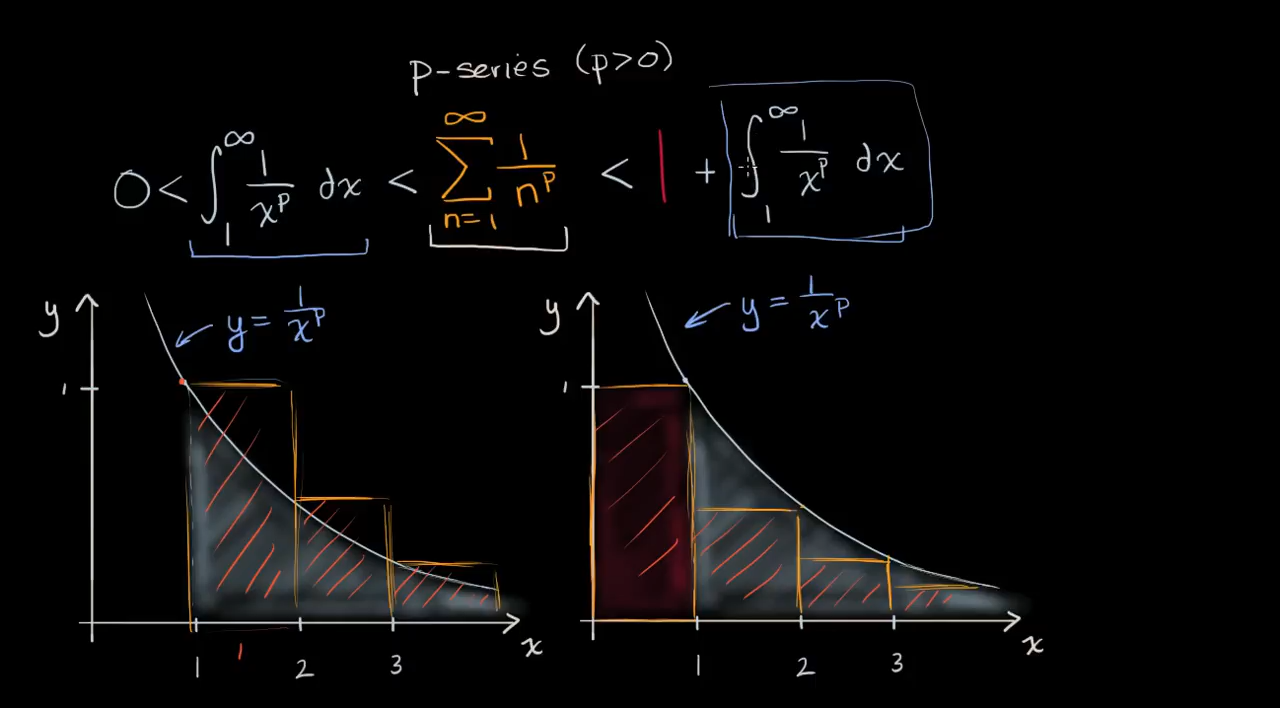 p-series (p>0)
0 < ∫₁^∞ 1/x^p dx < ∑_{n=1}^∞ 1/n^p < 1 + ∫₁^∞ 1/x^p dx
y y = 1/x^p
1
1 1 2 3 x
y y = 1/x^p
1
1 2 3 x